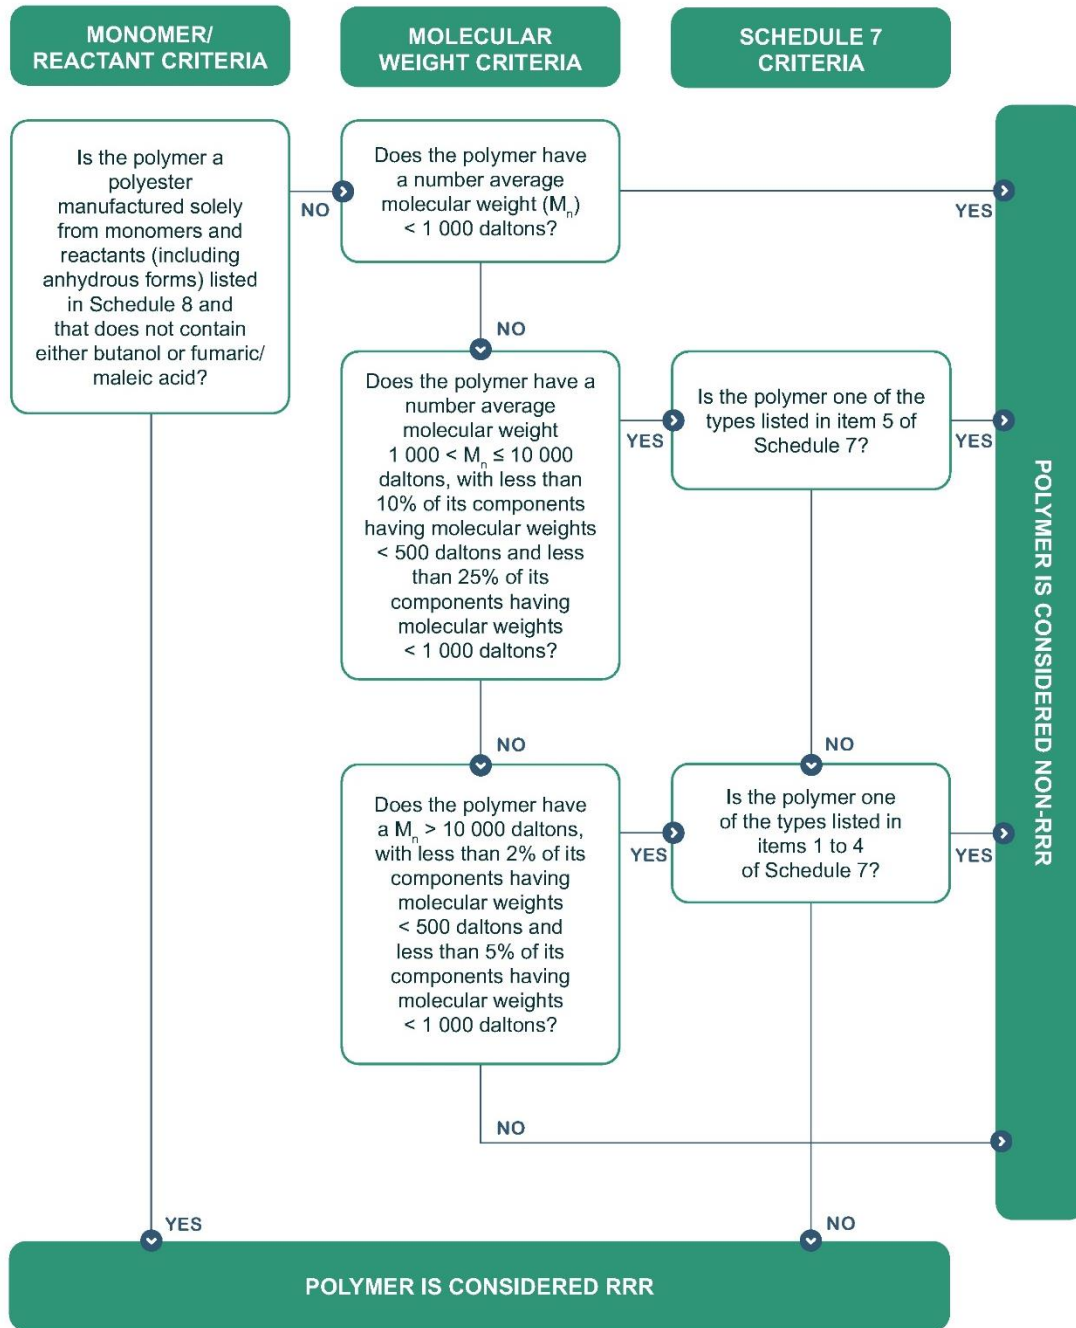 MONOMER/
REACTANT CRITERIA
MOLECULAR
WEIGHT CRITERIA
SCHEDULE 7
CRITERIA
Is the polymer a
polyester
manufactured solely
from monomers and
reactants (including
anhydrous forms) listed
in Schedule 8 and
that does not contain
either butanol or fumaric/
maleic acid?
NO
Does the polymer have
a number average
molecular weight (Mₙ)
< 1 000 daltons?
YES
NO
Does the polymer have a
number average
molecular weight
1 000 < Mₙ ≤ 10 000
daltons, with less than
10% of its components
having molecular weights
< 500 daltons and less
than 25% of its
components having
molecular weights
< 1 000 daltons?
YES
Is the polymer one of the
types listed in item 5 of
Schedule 7?
YES
NO
NO
Does the polymer have
a Mₙ > 10 000 daltons,
with less than 2% of its
components having
molecular weights
< 500 daltons and
less than 5% of its
components having
molecular weights
< 1 000 daltons?
YES
Is the polymer one
of the types listed in
items 1 to 4
of Schedule 7?
YES
NO
YES
NO
POLYMER IS CONSIDERED NON-RRR
POLYMER IS CONSIDERED RRR